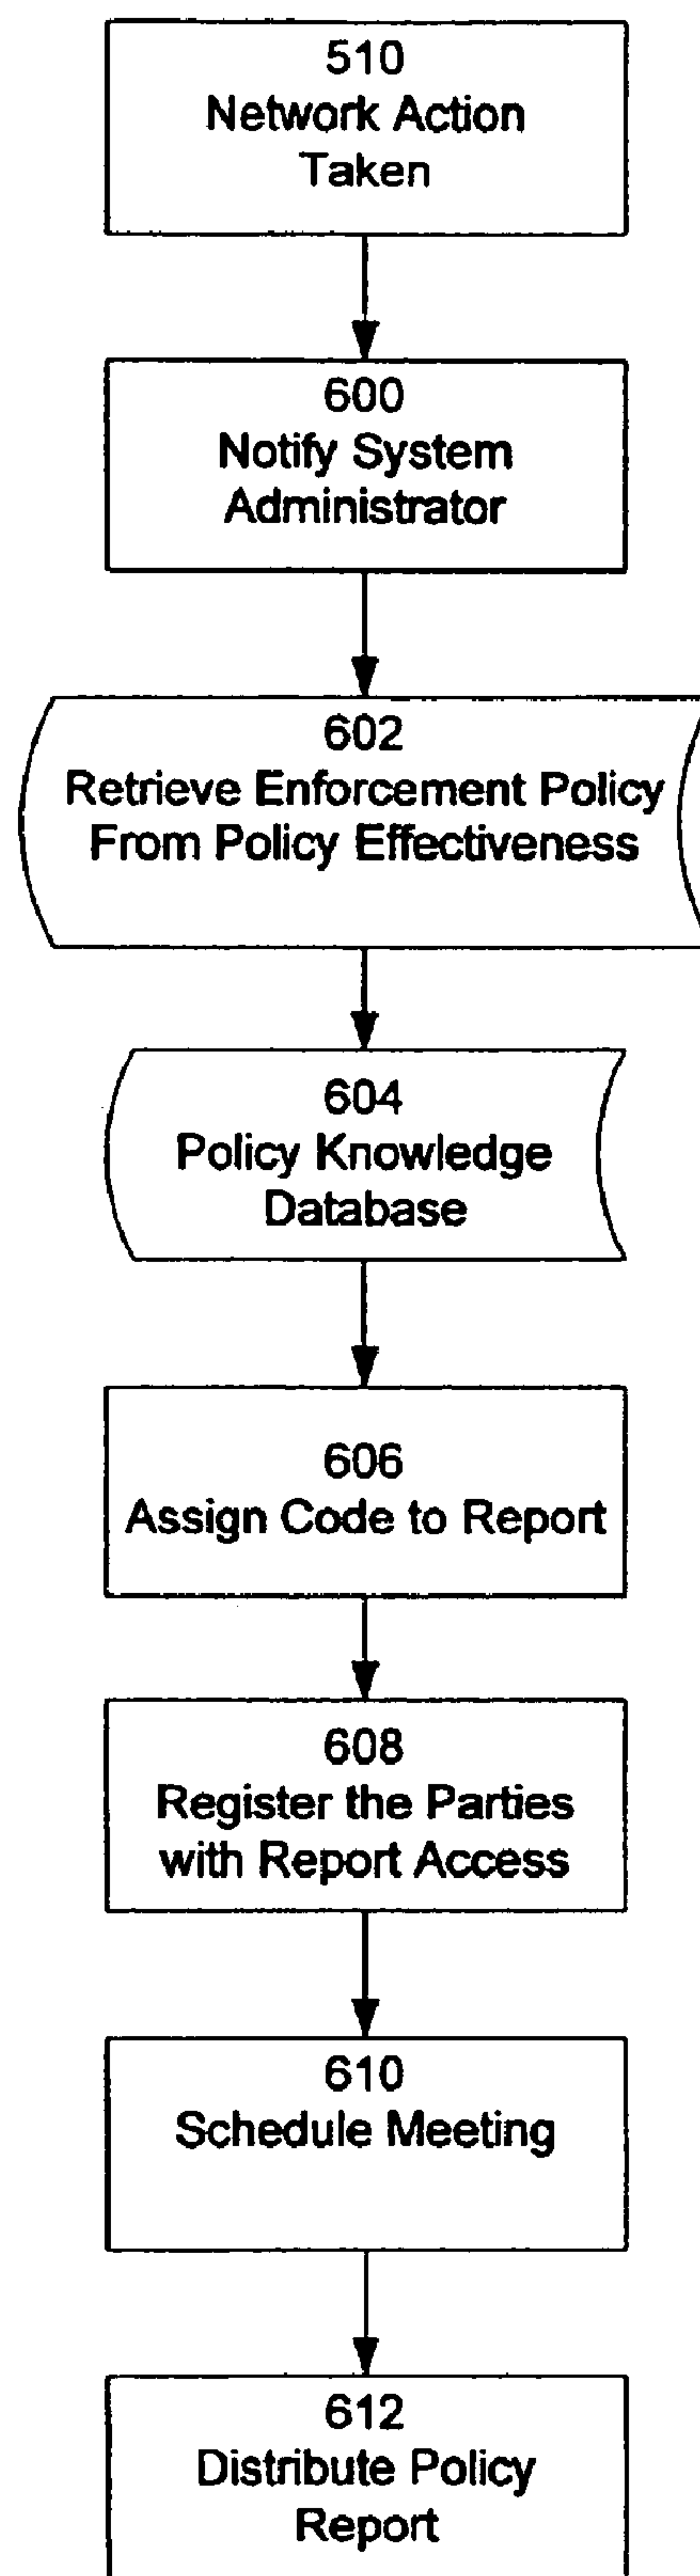 510
Network Action
Taken
600
Notify System
Administrator
602
Retrieve Enforcement Policy
From Policy Effectiveness
604
Policy Knowledge
Database
606
Assign Code to Report
608
Register the Parties
with Report Access
610
Schedule Meeting
612
Distribute Policy
Report